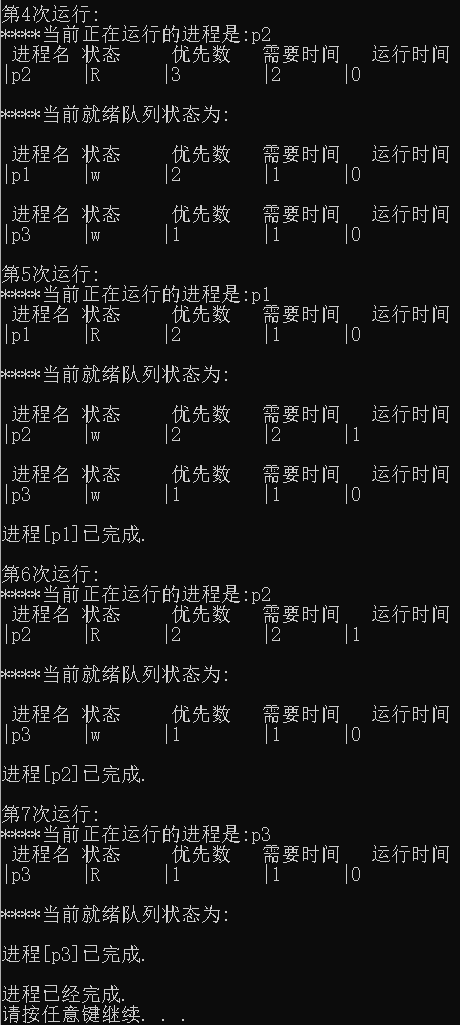 第4次运行:
****当前正在运行的进程是:p2
进程名 状态 优先数 需要时间 运行时间
|p2 |R |3 |2 |0
****当前就绪队列状态为:
进程名 状态 优先数 需要时间 运行时间
|p1 |w |2 |1 |0
进程名 状态 优先数 需要时间 运行时间
|p3 |w |1 |1 |0
第5次运行:
****当前正在运行的进程是:p1
进程名 状态 优先数 需要时间 运行时间
|p1 |R |2 |1 |0
****当前就绪队列状态为:
进程名 状态 优先数 需要时间 运行时间
|p2 |w |2 |2 |1
进程名 状态 优先数 需要时间 运行时间
|p3 |w |1 |1 |0
进程[p1]已完成.
第6次运行:
****当前正在运行的进程是:p2
进程名 状态 优先数 需要时间 运行时间
|p2 |R |2 |2 |1
****当前就绪队列状态为:
进程名 状态 优先数 需要时间 运行时间
|p3 |w |1 |1 |0
进程[p2]已完成.
第7次运行:
****当前正在运行的进程是:p3
进程名 状态 优先数 需要时间 运行时间
|p3 |R |1 |1 |0
****当前就绪队列状态为:
进程[p3]已完成.
进程已经完成.
请按任意键继续. . .